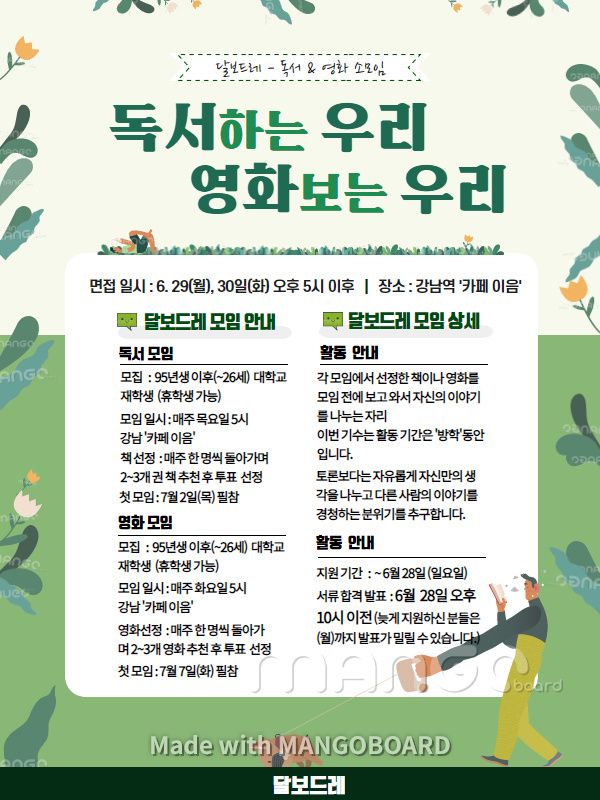 달보드레 - 독서 & 영화 소모임
독서하는 우리
영화보는 우리
면접 일시 : 6. 29(월), 30일(화) 오후 5시 이후 | 장소 : 강남역 '카페 이음'
달보드레 모임 안내
독서 모임
모집 : 95년생 이후(~26세) 대학교
재학생 (휴학생 가능)
모임 일시 : 매주 목요일 5시
강남 '카페 이음'
책 선정 : 매주 한 명씩 돌아가며
2~3개 권 책 추천 후 투표 선정
첫 모임 : 7월 2일(목) 필참
영화 모임
모집 : 95년생 이후(~26세) 대학교
재학생 (휴학생 가능)
모임 일시 : 매주 화요일 5시
강남 '카페 이음'
영화선정 : 매주 한 명씩 돌아가
며 2~3개 영화 추천 후 투표 선정
첫 모임 : 7월 7일(화) 필참
달보드레 모임 상세
활동 안내
각 모임에서 선정한 책이나 영화를
모임 전에 보고 와서 자신의 이야기
를 나누는 자리
이번 기수는 활동 기간은 '방학'동안
입니다.
토론보다는 자유롭게 자신만의 생
각을 나누고 다른 사람의 이야기를
경청하는 분위기를 추구합니다.
활동 안내
지원 기간 : ~ 6월 28일 (일요일)
서류 합격 발표 : 6월 28일 오후
10시 이전 (늦게 지원하신 분들은
(월)까지 발표가 밀릴 수 있습니다.)
MANGO board
Made with MANGOBOARD
달보드레